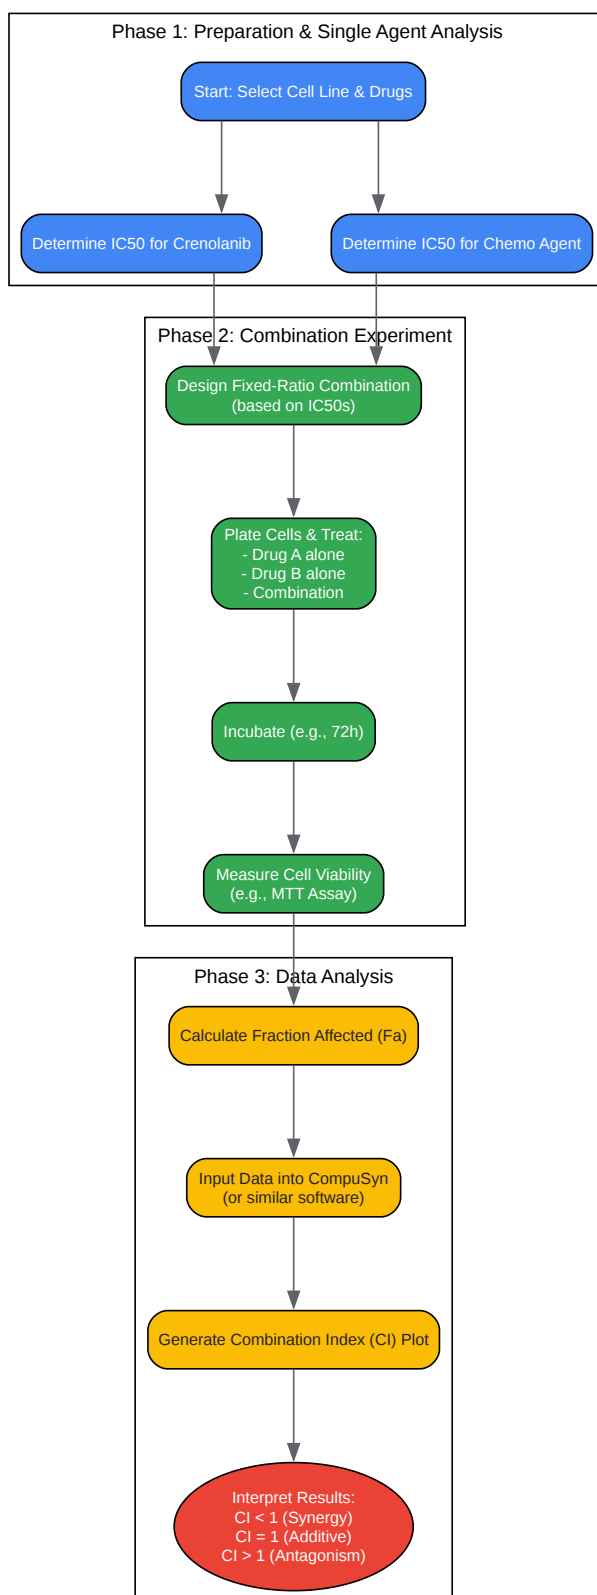 Phase 1: Preparation & Single Agent Analysis
Start: Select Cell Line & Drugs
Determine IC50 for Crenolanib
Determine IC50 for Chemo Agent
Phase 2: Combination Experiment
Design Fixed-Ratio Combination
(based on IC50s)
Plate Cells & Treat:
- Drug A alone
- Drug B alone
- Combination
Incubate (e.g., 72h)
Measure Cell Viability
(e.g., MTT Assay)
Phase 3: Data Analysis
Calculate Fraction Affected (Fa)
Input Data into CompuSyn
(or similar software)
Generate Combination Index (CI) Plot
Interpret Results:
CI < 1 (Synergy)
CI = 1 (Additive)
CI > 1 (Antagonism)